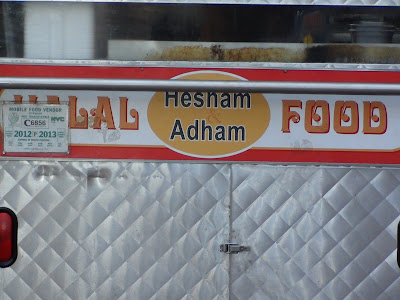 HALAL
Hesham
Adham
FOOD
MOBILE FOOD VENDOR
C6856
NYC
2012 2013